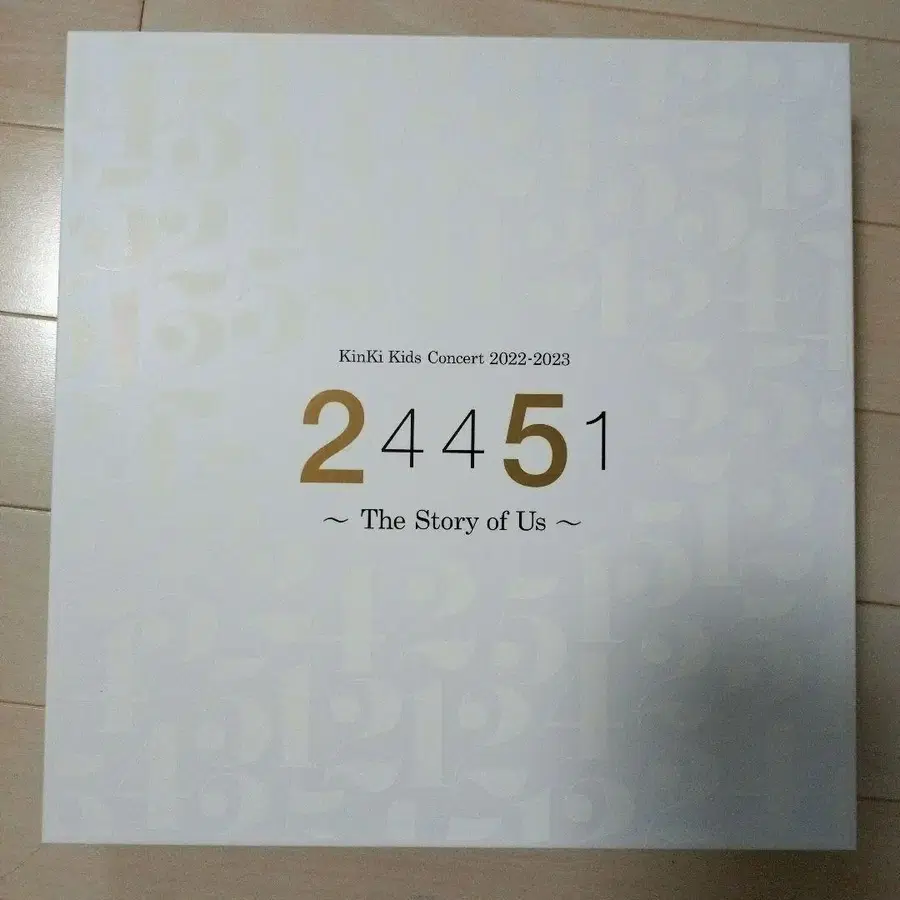 KinKi Kids Concert 2022-2023
24451
～ The Story of Us ～